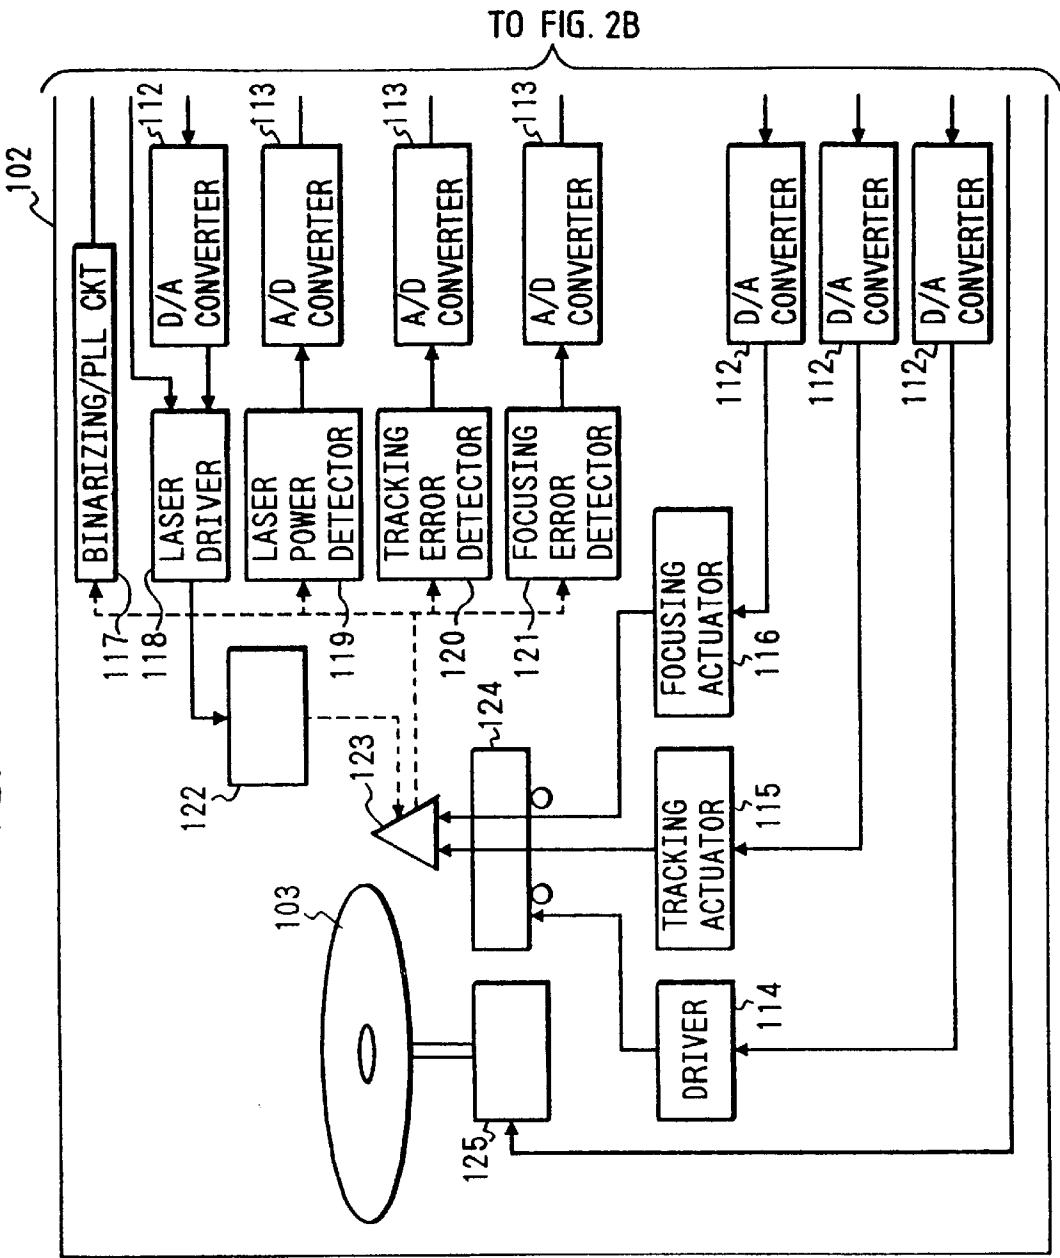 TO FIG. 2B
102
BINARIZING/PLL CKT
117
LASER
DRIVER
118
D/A
CONVERTER
112
LASER
POWER
DETECTOR
119
A/D
CONVERTER
113
TRACKING
ERROR
DETECTOR
120
A/D
CONVERTER
113
FOCUSING
ERROR
DETECTOR
121
A/D
CONVERTER
113
122
123
124
103
125
FOCUSING
ACTUATOR
116
D/A
CONVERTER
112
TRACKING
ACTUATOR
115
D/A
CONVERTER
112
DRIVER
114
D/A
CONVERTER
112